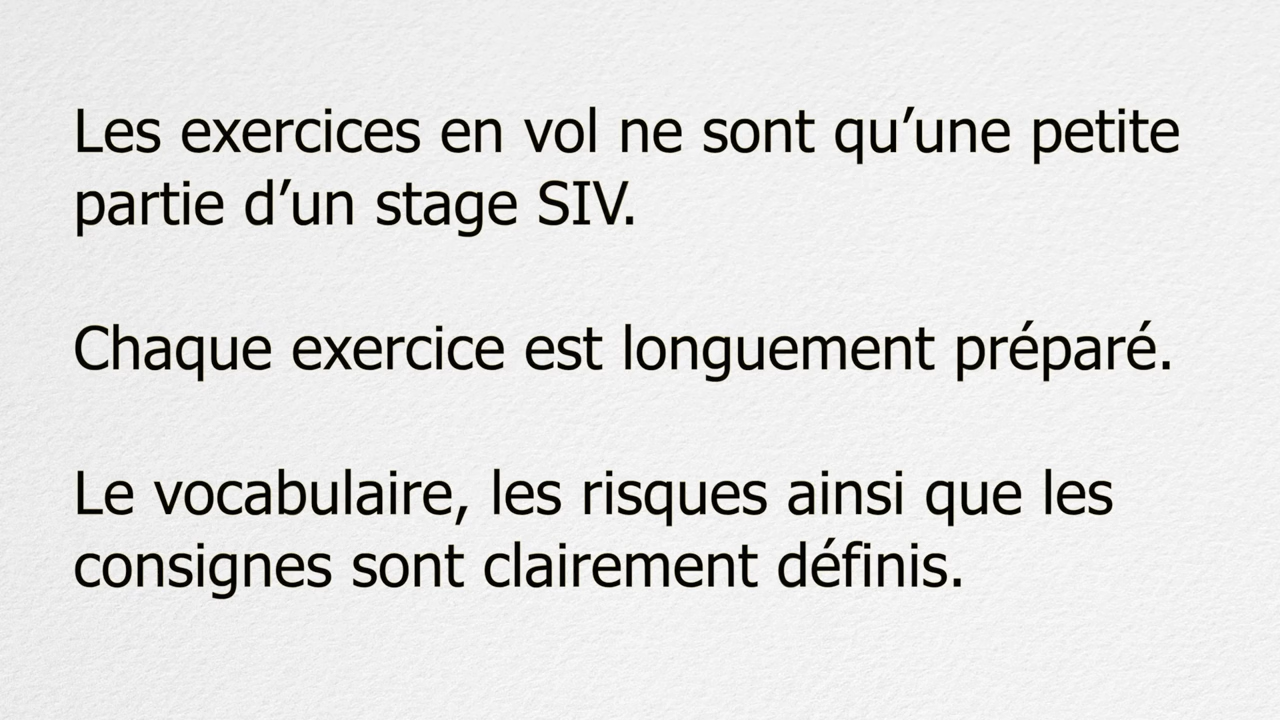 Les exercices en vol ne sont qu’une petite
partie d’un stage SIV.
Chaque exercice est longuement préparé.
Le vocabulaire, les risques ainsi que les
consignes sont clairement définis.